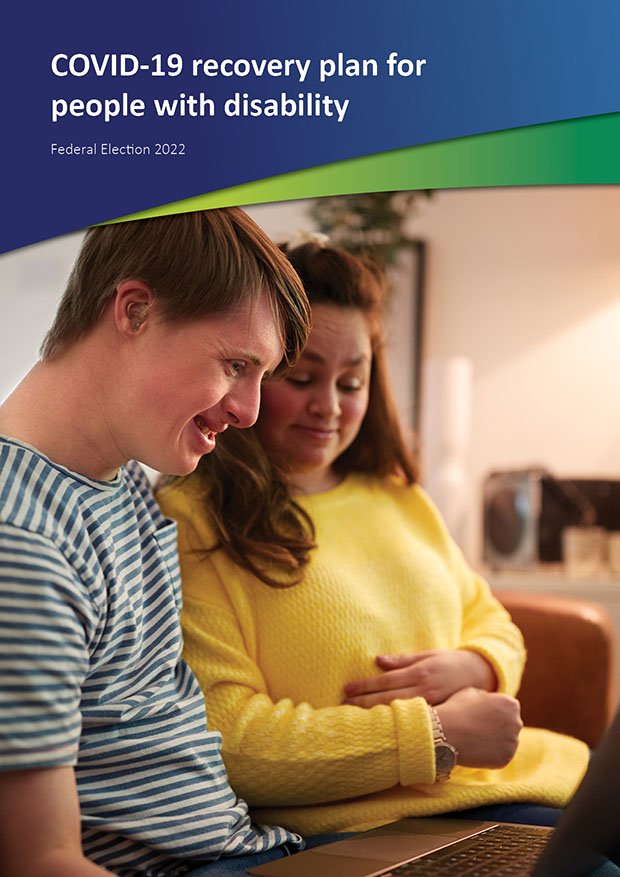 COVID-19 recovery plan for
people with disability
Federal Election 2022